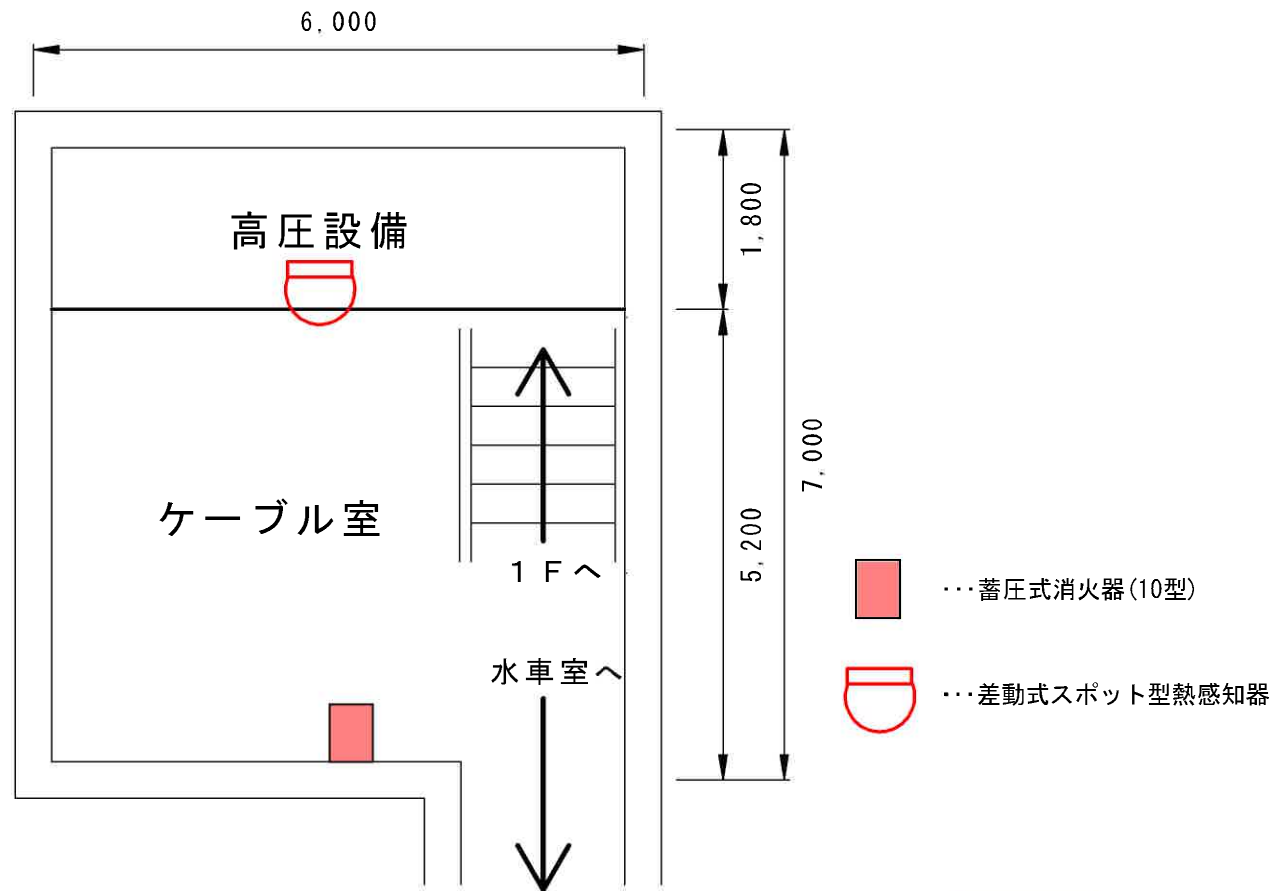 6,000
高圧設備
1,800
7,000
ケーブル室
5,200
1Fへ
…蓄圧式消火器(10型)
水車室へ
…差動式スポット型熱感知器